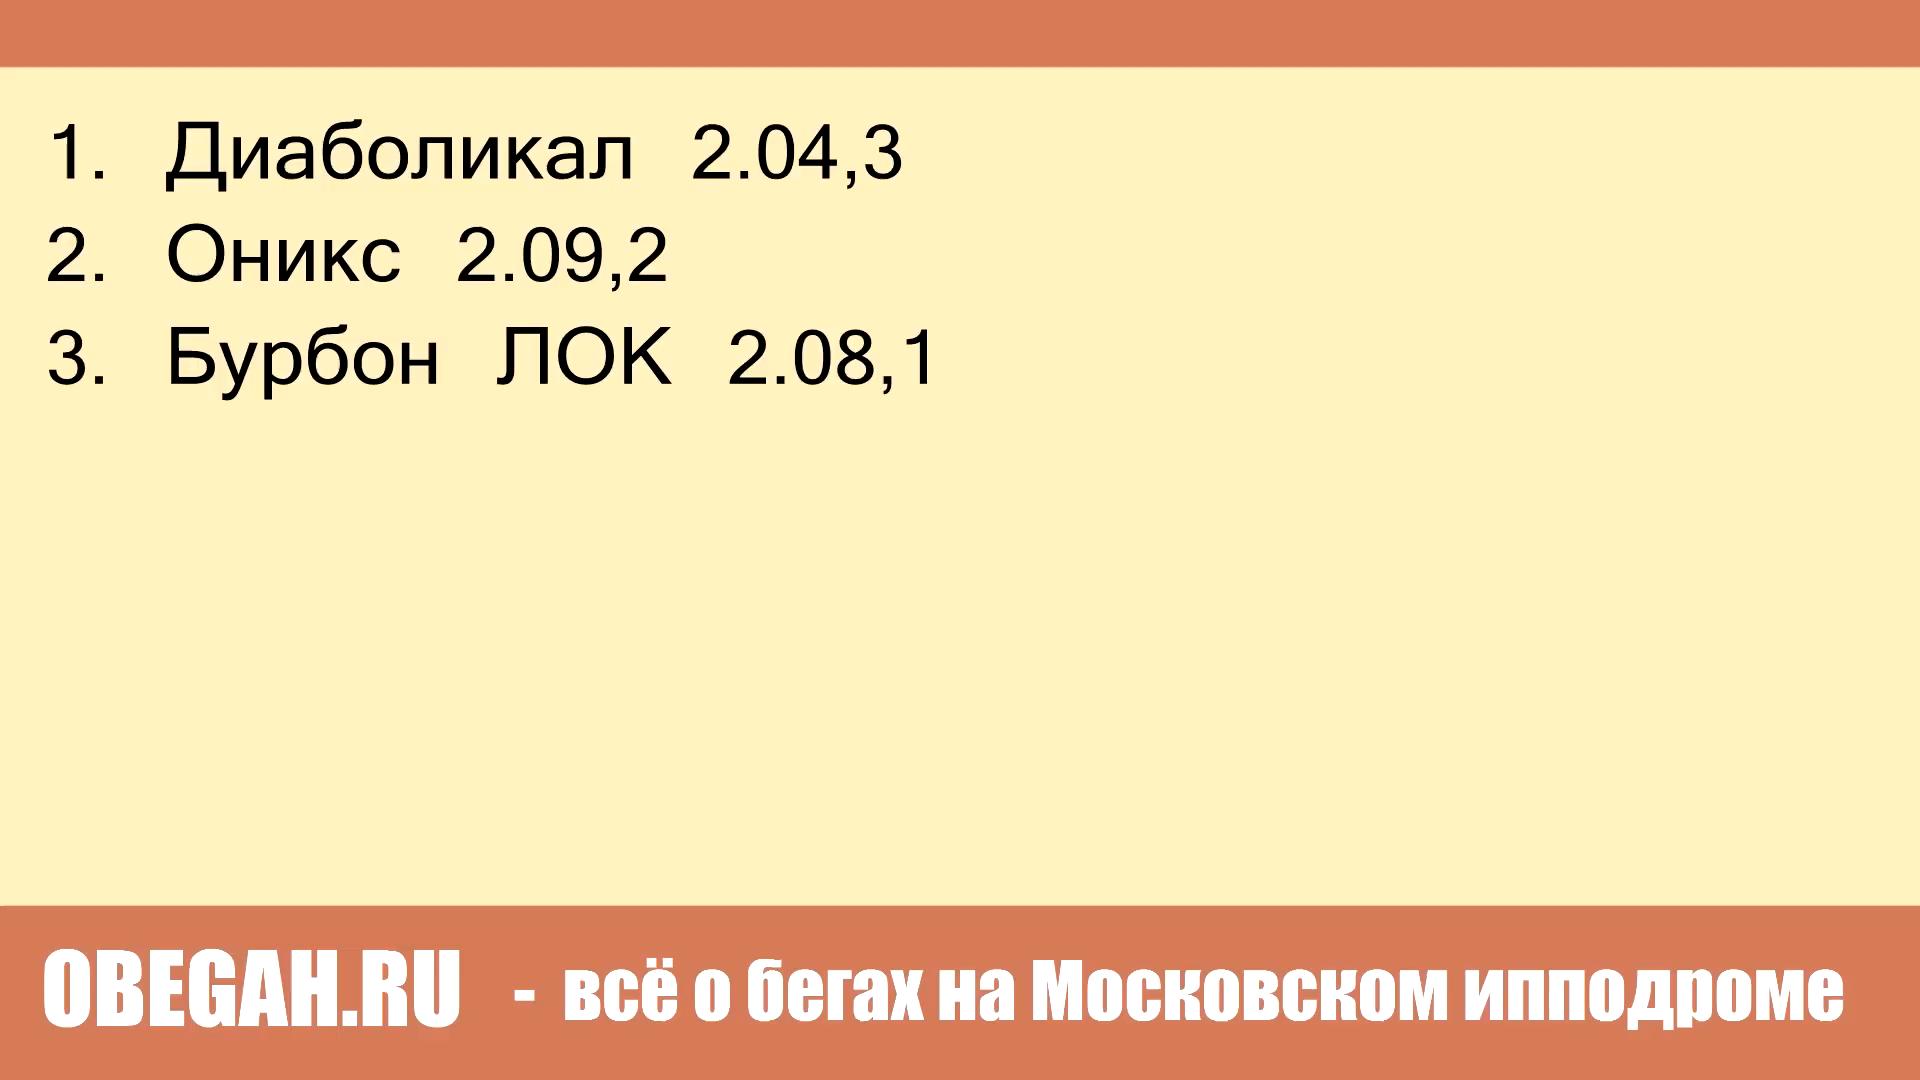 1. Диаболикал 2.04,3
2. Оникс 2.09,2
3. Бурбон ЛОК 2.08,1
OBEGAH.RU - всё о бегах на Московском ипподроме